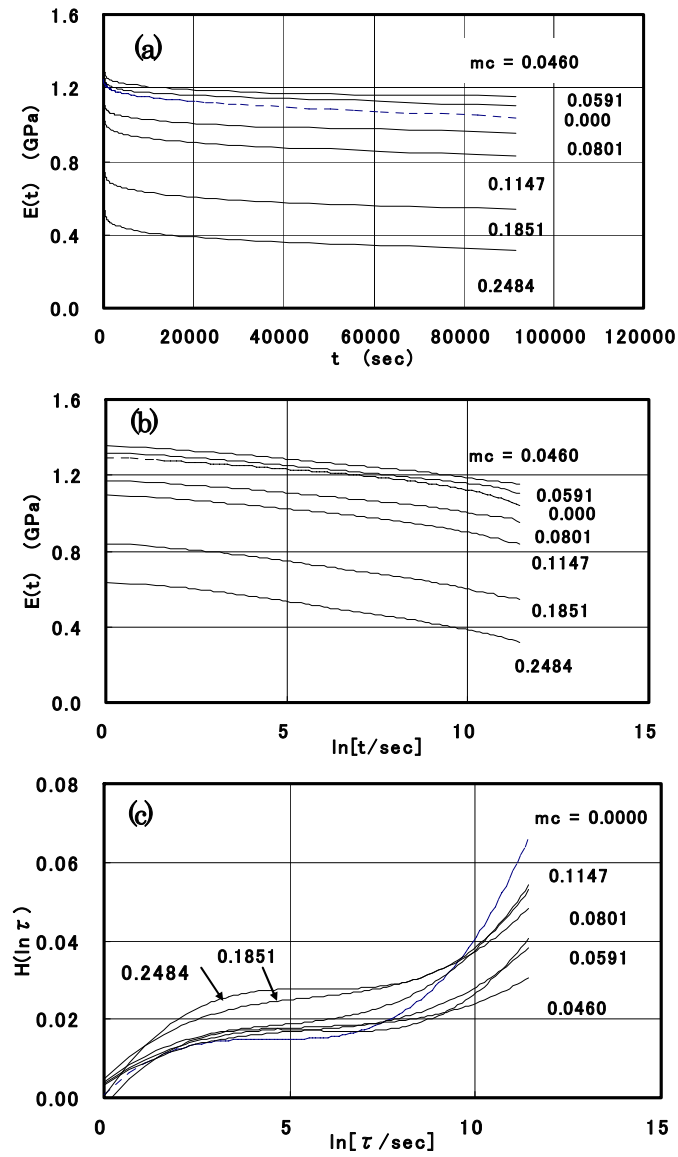 (a)
E(t) (GPa)
1.6
1.2
0.8
0.4
0.0
mc = 0.0460
0.0591
0.000
0.0801
0.1147
0.1851
0.2484
0 20000 40000 60000 80000 100000 120000
t (sec)
(b)
E(t) (GPa)
1.6
1.2
0.8
0.4
0.0
mc = 0.0460
0.0591
0.000
0.0801
0.1147
0.1851
0.2484
0 5 10 15
ln[t/sec]
(c)
H(ln τ)
0.08
0.06
0.04
0.02
0.00
mc = 0.0000
0.1147
0.0801
0.0591
0.0460
0.2484
0.1851
0 5 10 15
ln[τ/sec]